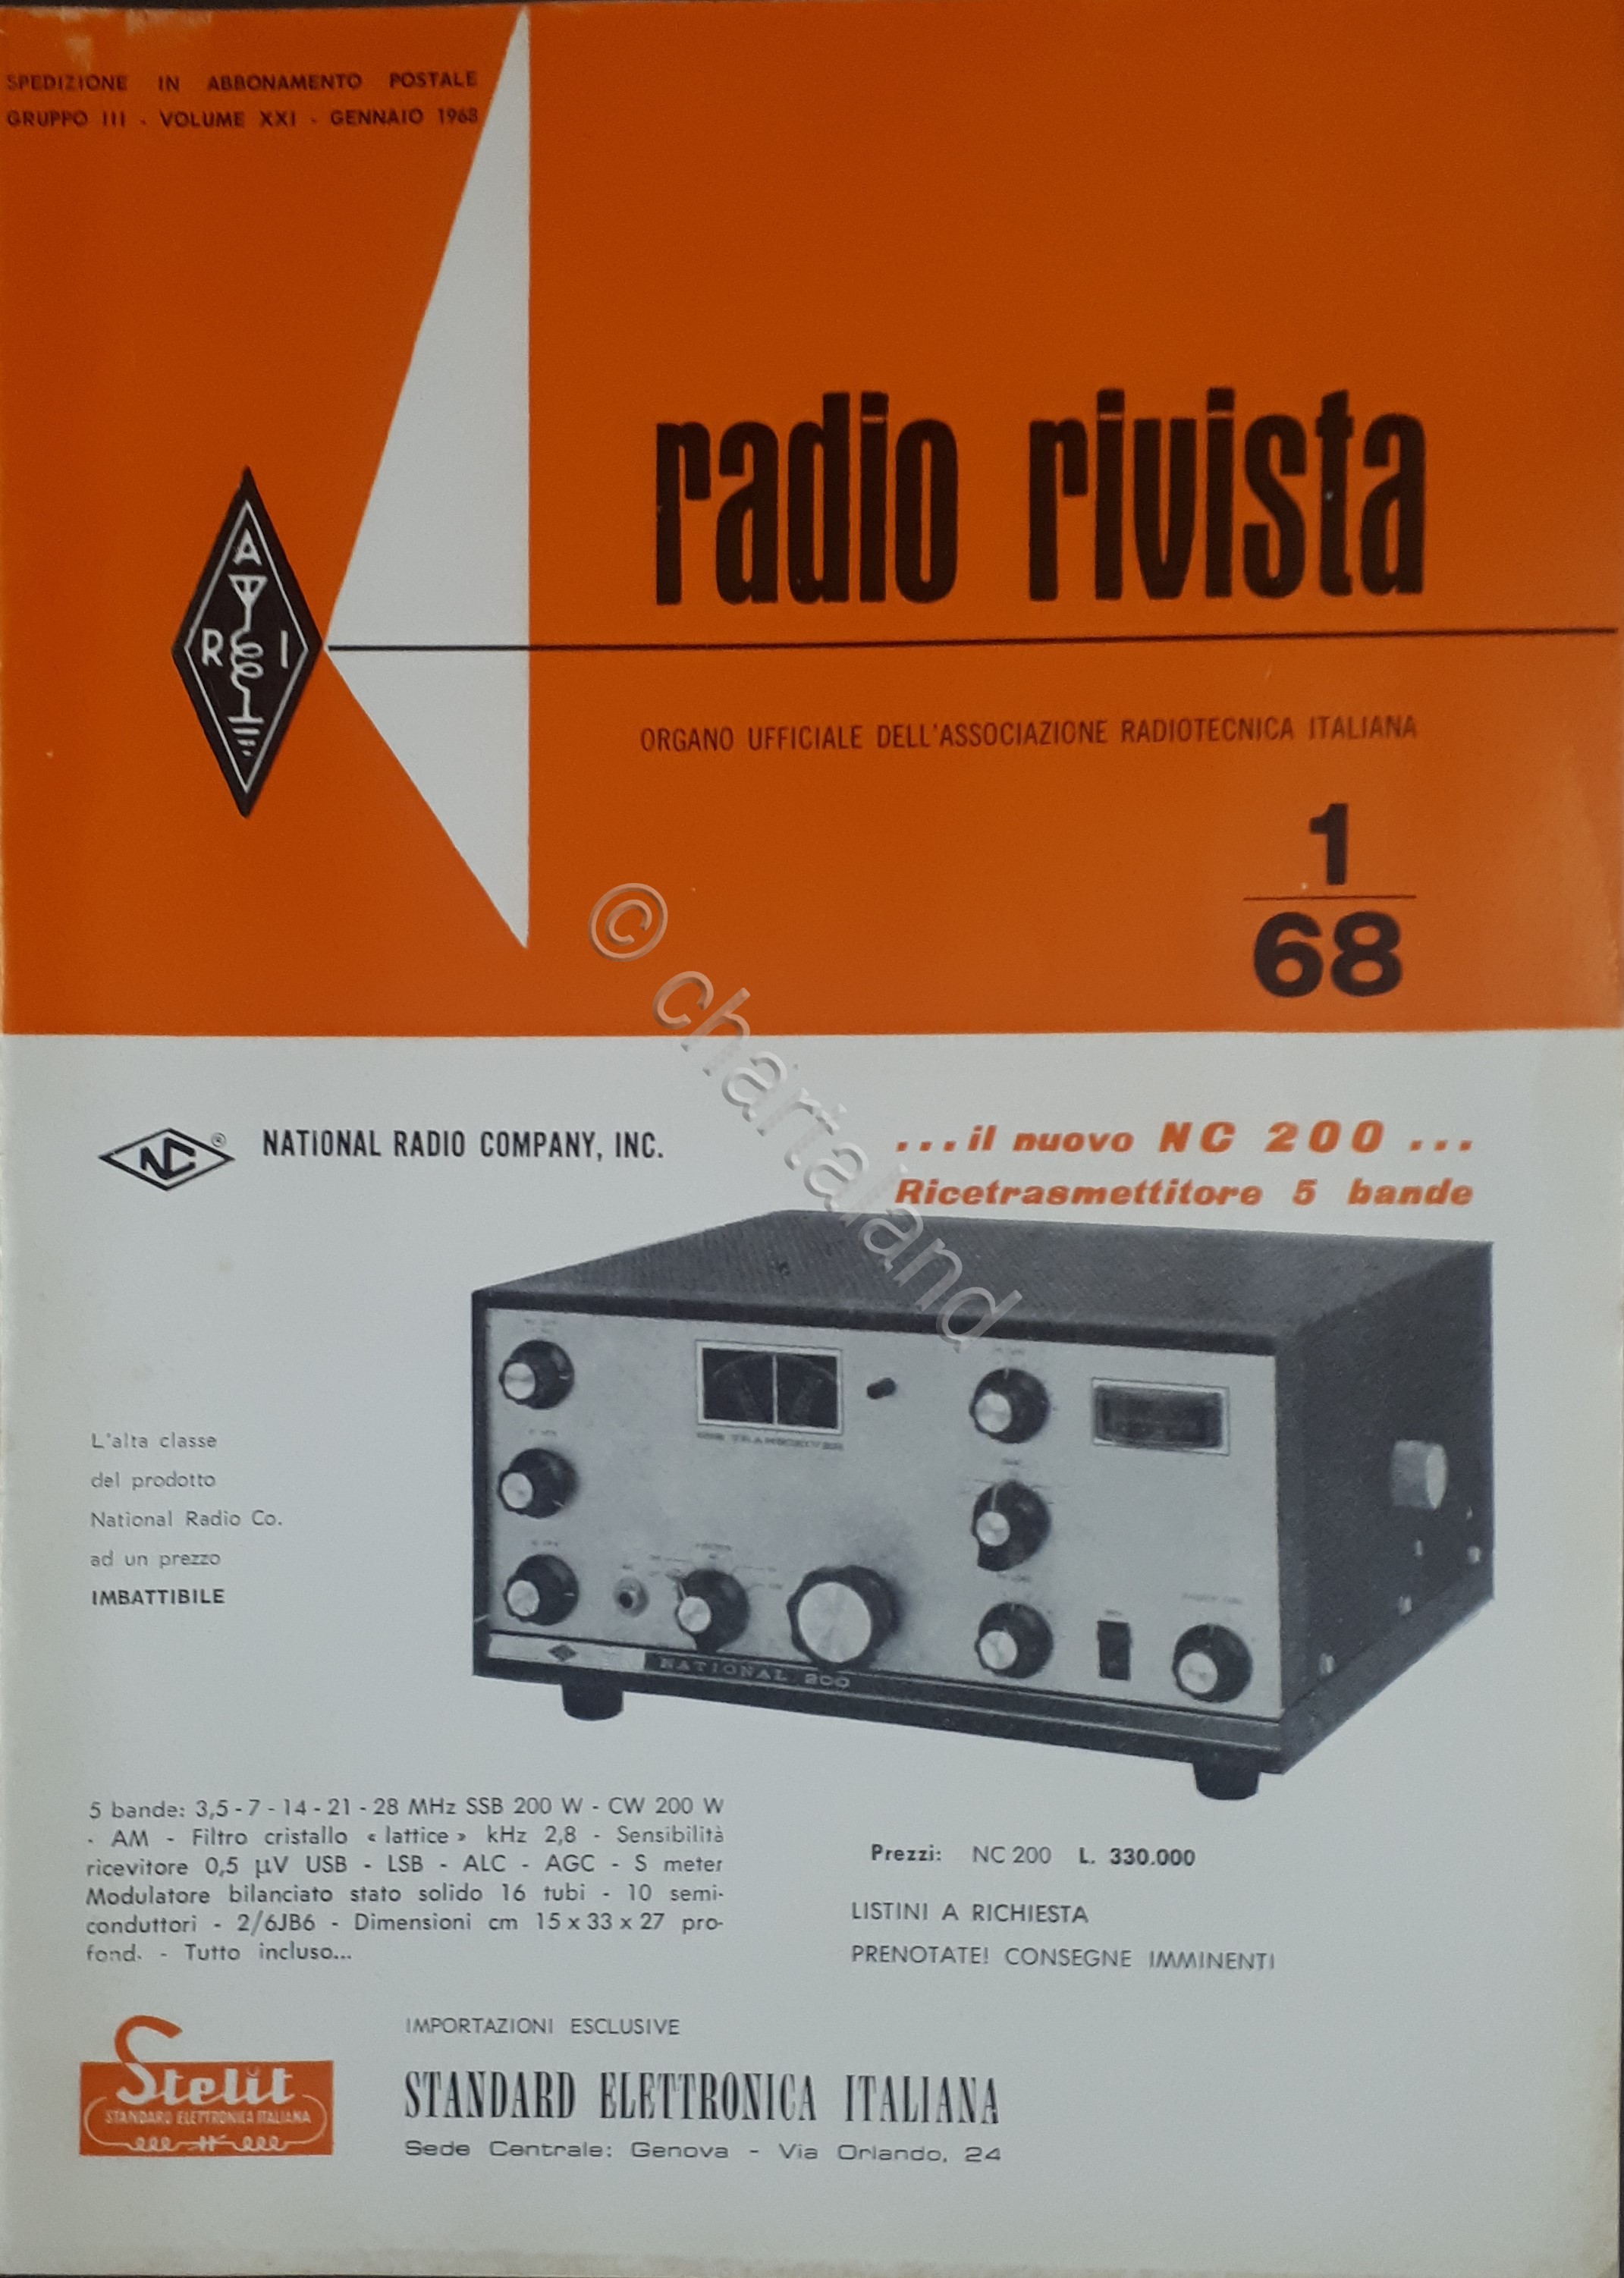 SPEDIZIONE IN ABBONAMENTO POSTALE
GRUPPO III - VOLUME XXI - GENNAIO 1968
radio rivista
A
R I
ORGANO UFFICIALE DELL'ASSOCIAZIONE RADIOTECNICA ITALIANA
1
68
© chartaland
NC ®
NATIONAL RADIO COMPANY, INC.
...il nuovo NC 200 ...
Ricetrasmettitore 5 bande
SSB TRANSCEIVER
NATIONAL 200
L'alta classe
del prodotto
National Radio Co.
ad un prezzo
IMBATTIBILE
5 bande: 3,5 - 7 - 14 - 21 - 28 MHz SSB 200 W - CW 200 W
- AM - Filtro cristallo « lattice » kHz 2,8 - Sensibilità
ricevitore 0,5 µV USB - LSB - ALC - AGC - S meter
Modulatore bilanciato stato solido 16 tubi - 10 semi-
conduttori - 2/6JB6 - Dimensioni cm 15 x 33 x 27 pro-
fond. - Tutto incluso...
Prezzi: NC 200 L. 330.000
LISTINI A RICHIESTA
PRENOTATE! CONSEGNE IMMINENTI
Stelit
STANDARD ELETTRONICA ITALIANA
IMPORTAZIONI ESCLUSIVE
STANDARD ELETTRONICA ITALIANA
Sede Centrale: Genova - Via Orlando, 24